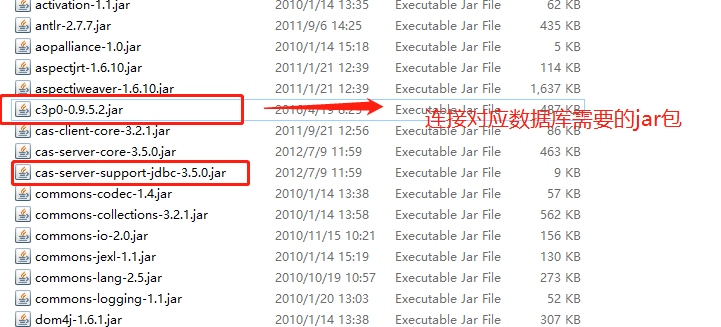 activation-1.1.jar 2010/1/14 13:35 Executable Jar File 62 KB
antlr-2.7.7.jar 2011/9/6 14:25 Executable Jar File 435 KB
aopalliance-1.0.jar 2010/1/14 15:18 Executable Jar File 5 KB
aspectjrt-1.6.10.jar 2011/1/21 12:39 Executable Jar File 114 KB
aspectjweaver-1.6.10.jar 2011/1/21 12:39 Executable Jar File 1,637 KB
c3p0-0.9.5.2.jar 2016/4/19 8:25 Executable Jar File 487 KB
连接对应数据库需要的jar包
cas-client-core-3.2.1.jar 2011/9/21 12:56 Executable Jar File 86 KB
cas-server-core-3.5.0.jar 2012/7/9 11:59 Executable Jar File 463 KB
cas-server-support-jdbc-3.5.0.jar 2012/7/9 11:59 Executable Jar File 9 KB
commons-codec-1.4.jar 2010/1/14 13:38 Executable Jar File 57 KB
commons-collections-3.2.1.jar 2010/1/14 13:58 Executable Jar File 562 KB
commons-io-2.0.jar 2010/11/15 10:21 Executable Jar File 156 KB
commons-jexl-1.1.jar 2010/1/14 15:19 Executable Jar File 130 KB
commons-lang-2.5.jar 2010/10/19 10:57 Executable Jar File 273 KB
commons-logging-1.1.jar 2010/1/20 13:03 Executable Jar File 52 KB
dom4j-1.6.1.jar 2010/1/14 13:38 Executable Jar File 307 KB